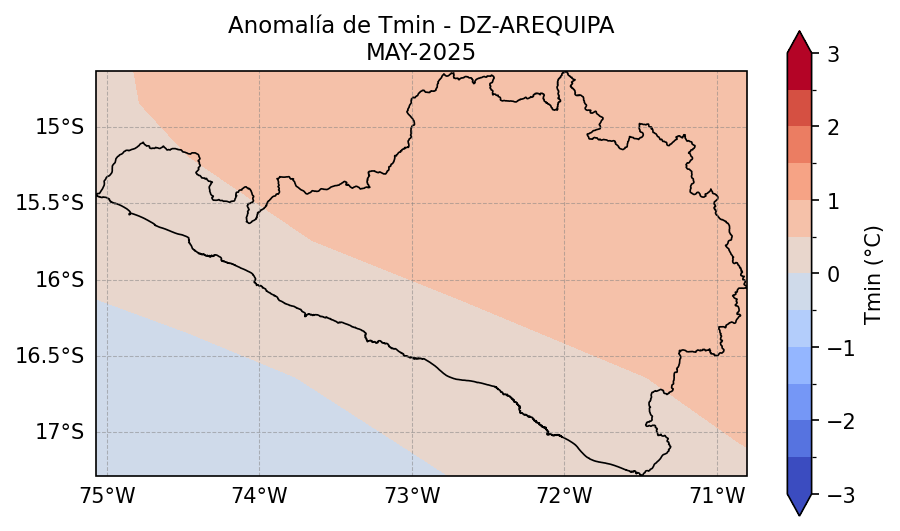 Anomalía de Tmin - DZ-AREQUIPA
MAY-2025
15°S
15.5°S
16°S
16.5°S
17°S
75°W
74°W
73°W
72°W
71°W
3
2
1
0
−1
−2
−3
Tmin (°C)